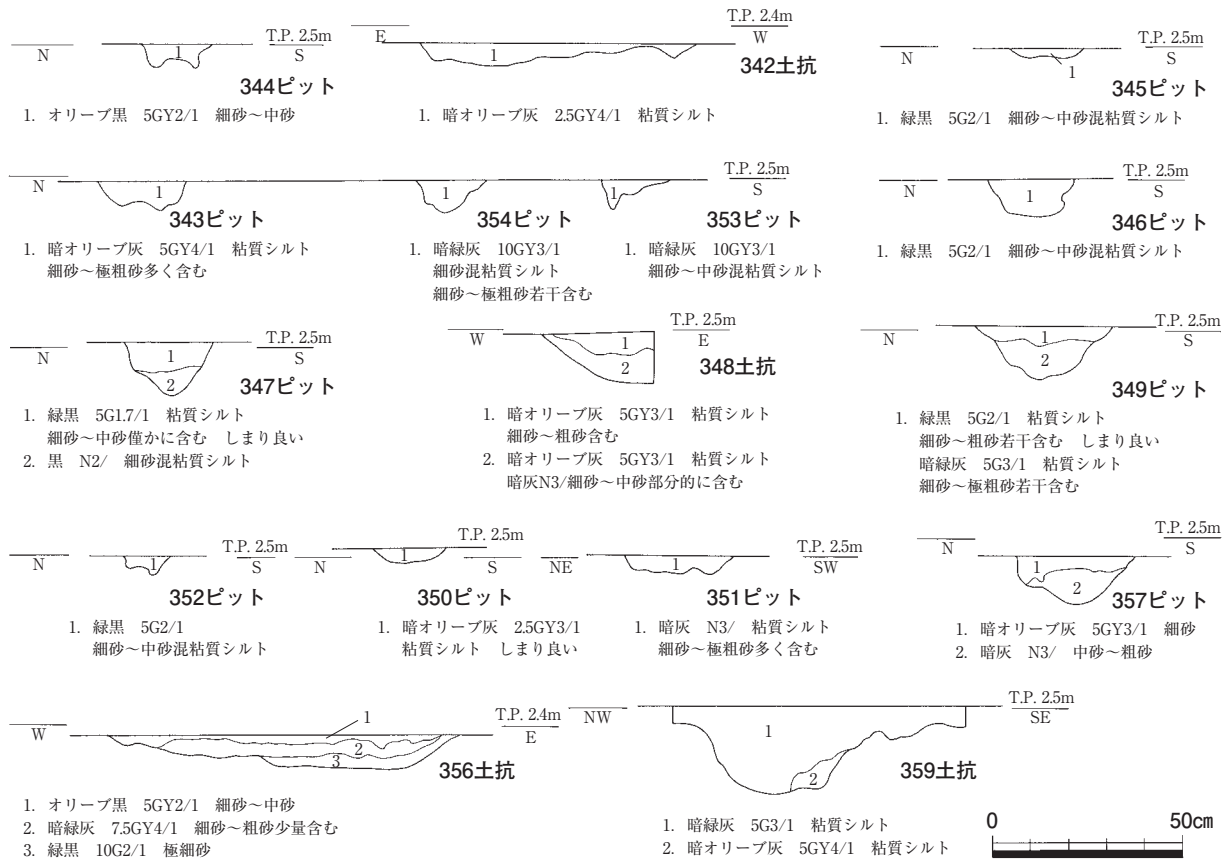 T.P. 2.5m
N
1
S
344ピット
1. オリーブ黒 5GY2/1 細砂～中砂
T.P. 2.4m
E
1
W
342土抗
1. 暗オリーブ灰 2.5GY4/1 粘質シルト
T.P. 2.5m
N
1
S
345ピット
1. 緑黒 5G2/1 細砂～中砂混粘質シルト
N
1
343ピット
1. 暗オリーブ灰 5GY4/1 粘質シルト
細砂～極粗砂多く含む
1
354ピット
1. 暗緑灰 10GY3/1
細砂混粘質シルト
細砂～極粗砂若干含む
T.P. 2.5m
1
S
353ピット
1. 暗緑灰 10GY3/1
細砂～中砂混粘質シルト
T.P. 2.5m
N
1
S
346ピット
1. 緑黒 5G2/1 細砂～中砂混粘質シルト
T.P. 2.5m
N
1
S
2
347ピット
1. 緑黒 5G1.7/1 粘質シルト
細砂～中砂僅かに含む しまり良い
2. 黒 N2/ 細砂混粘質シルト
T.P. 2.5m
W
1
E
2
348土抗
1. 暗オリーブ灰 5GY3/1 粘質シルト
細砂～粗砂含む
2. 暗オリーブ灰 5GY3/1 粘質シルト
暗灰N3/細砂～中砂部分的に含む
T.P. 2.5m
N
1
S
2
349ピット
1. 緑黒 5G2/1 粘質シルト
細砂～粗砂若干含む しまり良い
暗緑灰 5G3/1 粘質シルト
細砂～極粗砂若干含む
T.P. 2.5m
N
1
S
352ピット
1. 緑黒 5G2/1
細砂～中砂混粘質シルト
T.P. 2.5m
N
1
S
350ピット
1. 暗オリーブ灰 2.5GY3/1
粘質シルト しまり良い
T.P. 2.5m
NE
1
SW
351ピット
1. 暗灰 N3/ 粘質シルト
細砂～極粗砂多く含む
T.P. 2.5m
N
1
S
2
357ピット
1. 暗オリーブ灰 5GY3/1 細砂
2. 暗灰 N3/ 中砂～粗砂
1
T.P. 2.4m
W
2
E
3
356土抗
1. オリーブ黒 5GY2/1 細砂～中砂
2. 暗緑灰 7.5GY4/1 細砂～粗砂少量含む
3. 緑黒 10G2/1 極細砂
T.P. 2.5m
NW
1
SE
2
359土抗
1. 暗緑灰 5G3/1 粘質シルト
2. 暗オリーブ灰 5GY4/1 粘質シルト
0
50㎝